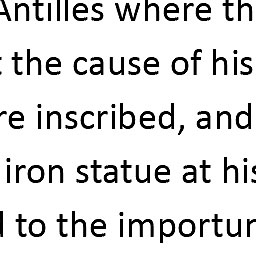 Antilles where th
t the cause of his
re inscribed, and
iron statue at his
d to the importun